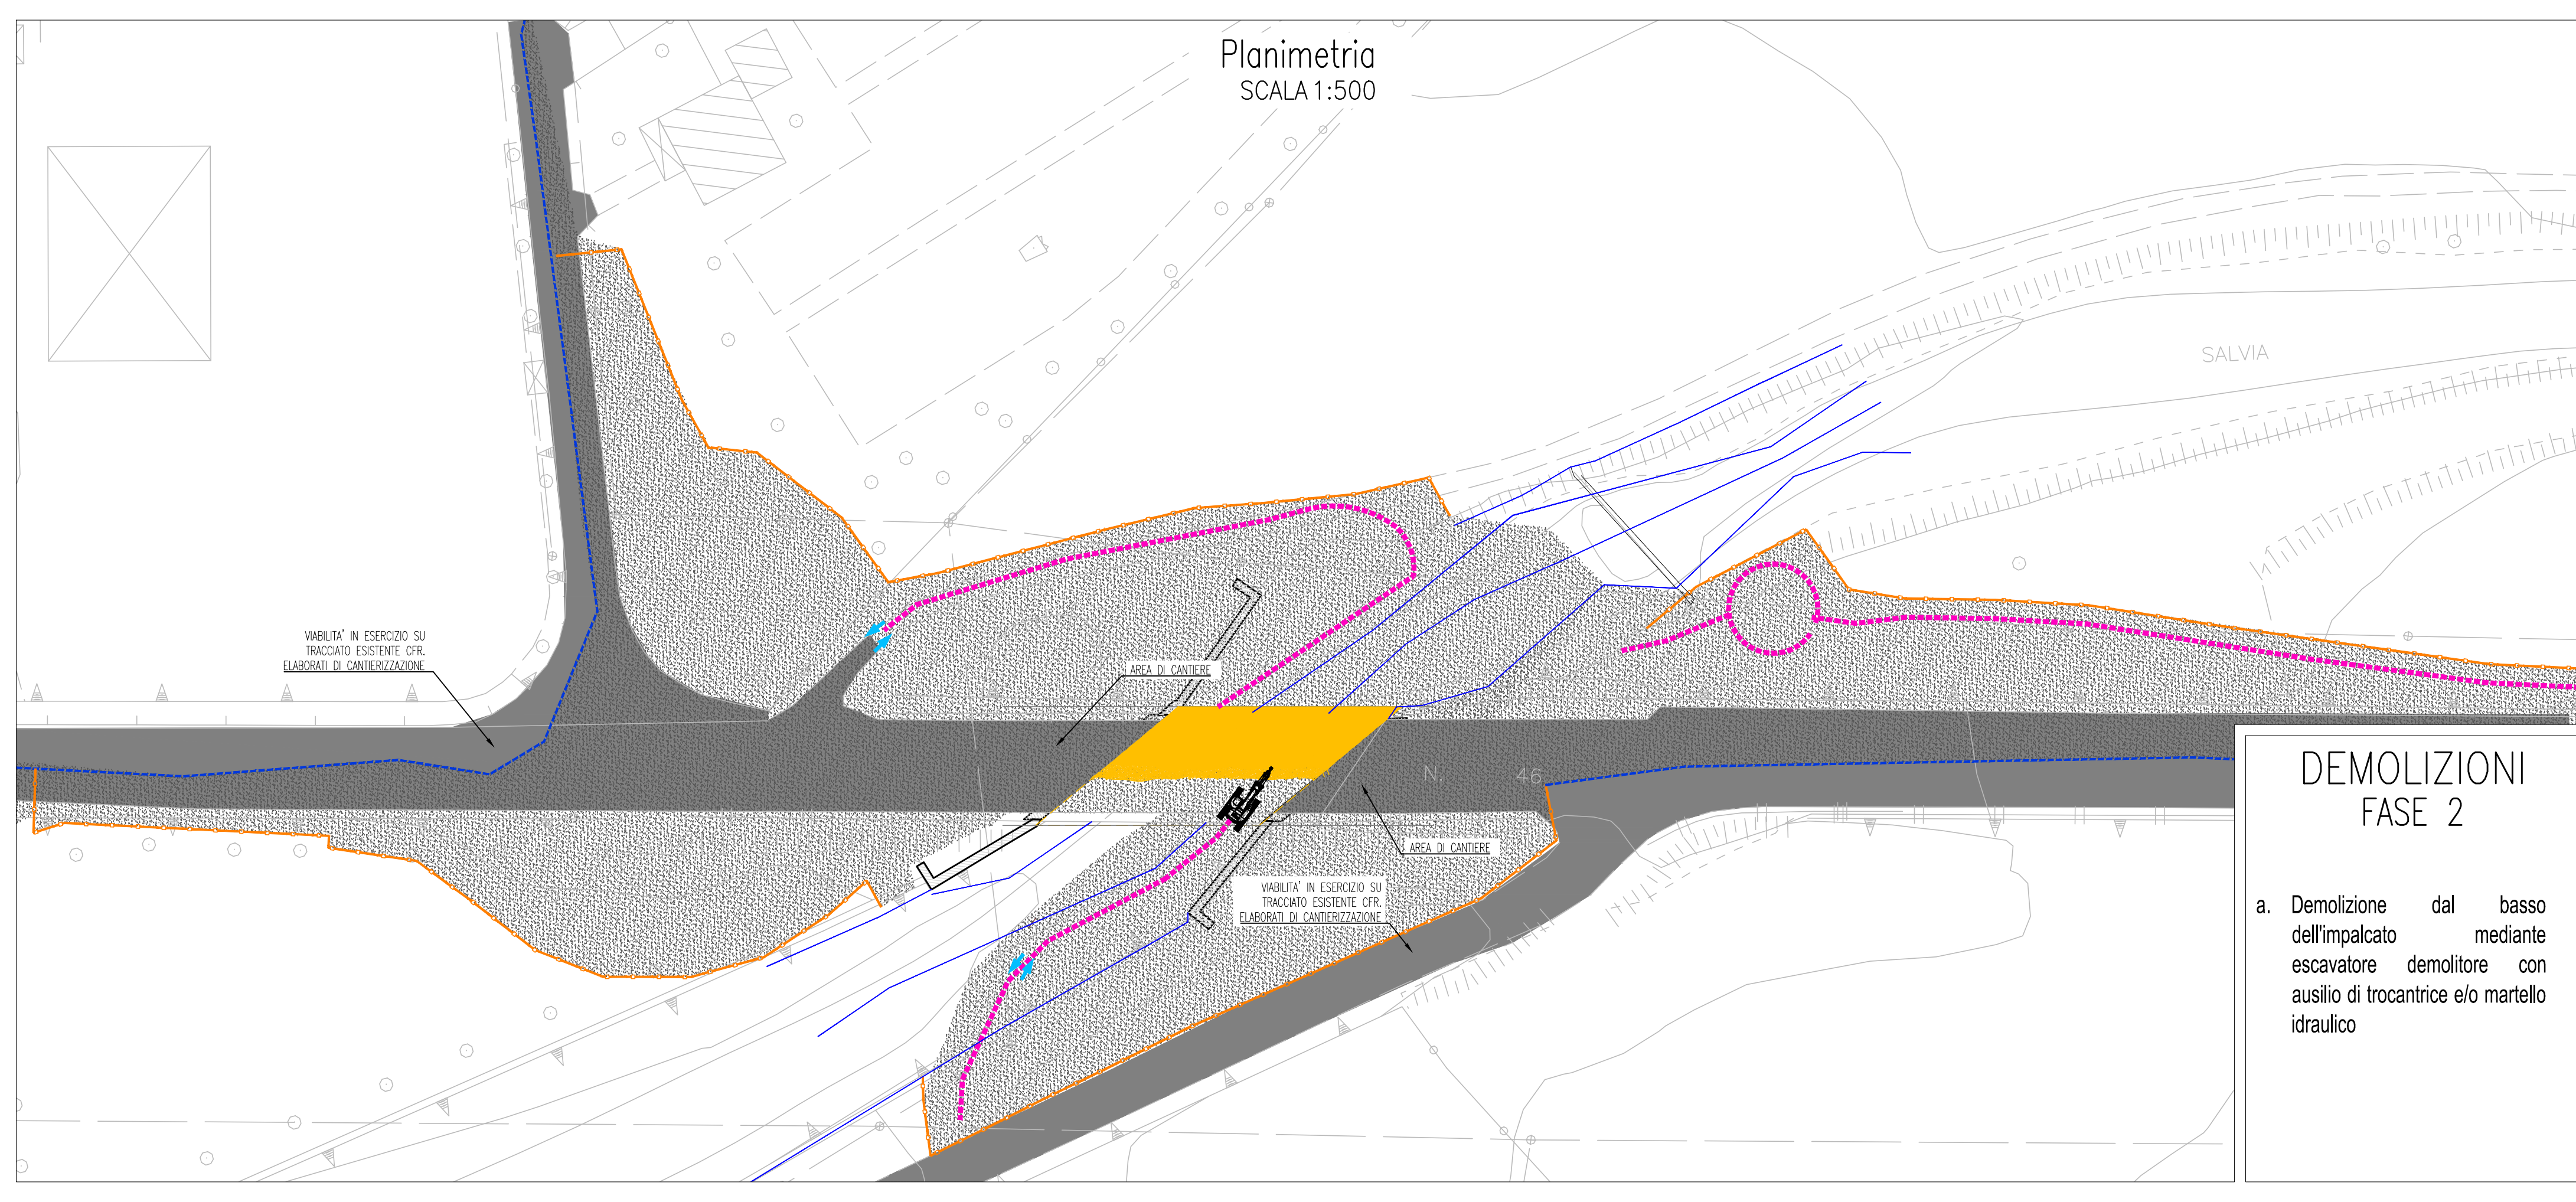 Planimetria
SCALA 1:500
SALVIA
VIABILITA' IN ESERCIZIO SU
TRACCIATO ESISTENTE CFR.
ELABORATI DI CANTIERIZZAZIONE
AREA DI CANTIERE
N. 46
AREA DI CANTIERE
VIABILITA' IN ESERCIZIO SU
TRACCIATO ESISTENTE CFR.
ELABORATI DI CANTIERIZZAZIONE
DEMOLIZIONI
FASE 2
a. Demolizione dal basso
dell'impalcato mediante
escavatore demolitore con
ausilio di trocantrice e/o martello
idraulico